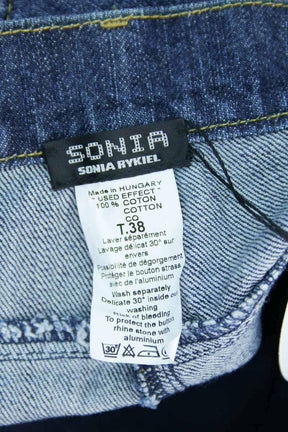 SONIA
SONIA RYKIEL
Made in HUNGARY
" USED EFFECT "
100 % COTON
COTTON
CO
T.38
Laver séparément
Lavage délicat 30° sur
envers
Possibilité de dégorgement.
Protéger le bouton strass
avec de l'aluminium
Wash separately
Delicate 30° inside out
washing
Risk of bleeding
To protect the button
rhine stone with
aluminium
30°